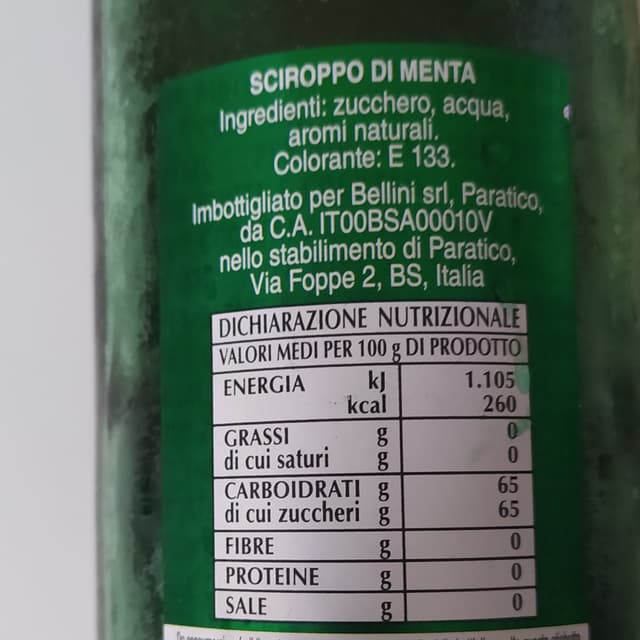 SCIROPPO DI MENTA
Ingredienti: zucchero, acqua,
aromi naturali.
Colorante: E 133.
Imbottigliato per Bellini srl, Paratico,
da C.A. IT00BSA00010V
nello stabilimento di Paratico,
Via Foppe 2, BS, Italia
DICHIARAZIONE NUTRIZIONALE
VALORI MEDI PER 100 g DI PRODOTTO
ENERGIA kJ 1.105
kcal 260
GRASSI g 0
di cui saturi g 0
CARBOIDRATI g 65
di cui zuccheri g 65
FIBRE g 0
PROTEINE g 0
SALE g 0